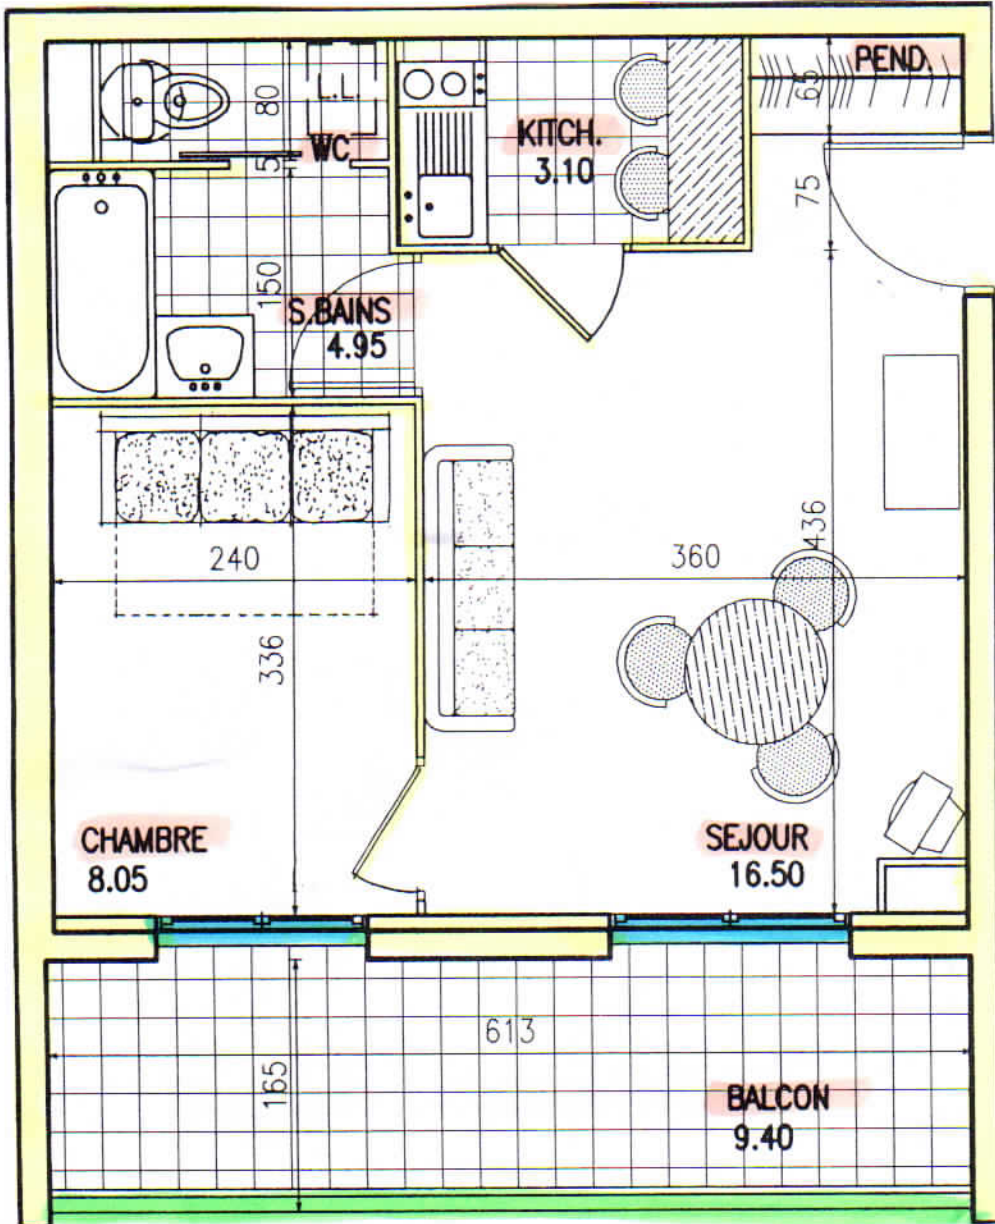 PEND.
65
L.L.
80
WC
5
KITCH.
3.10
75
150
S.BAINS
4.95
240
360
436
336
CHAMBRE
8.05
SEJOUR
16.50
613
165
BALCON
9.40